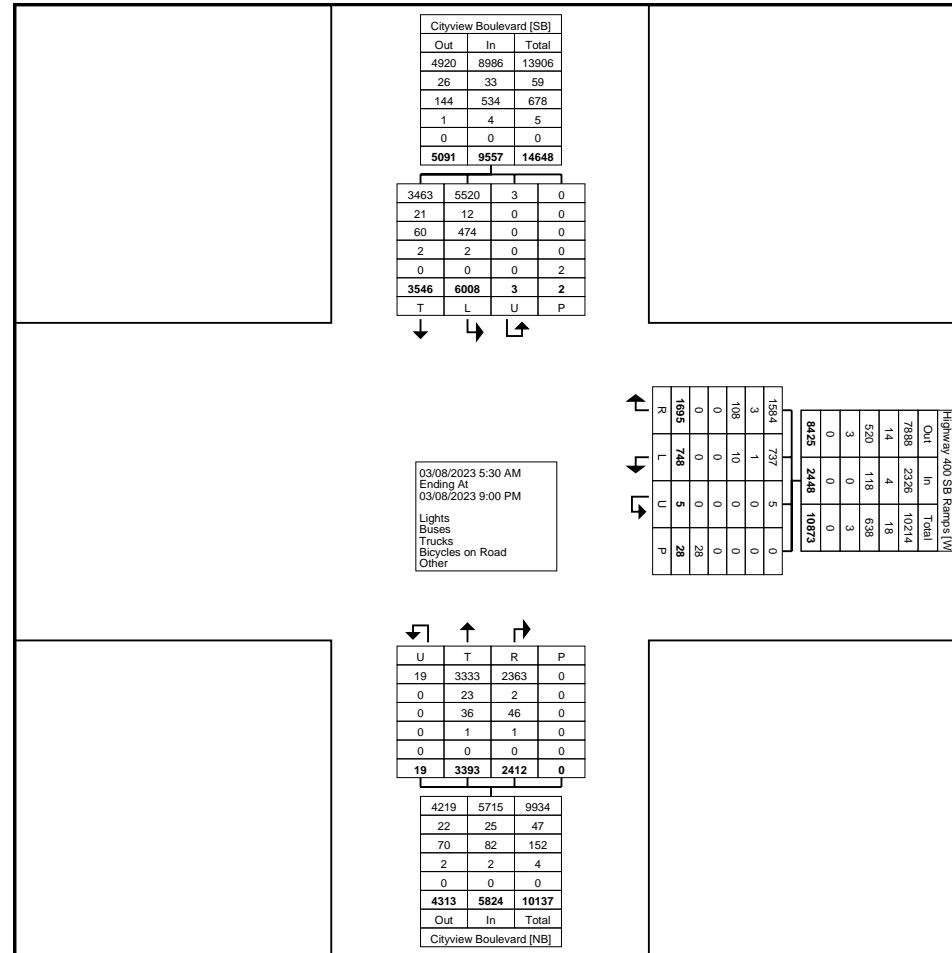 Cityview Boulevard [SB]
Out In Total
4920 8986 13906
26 33 59
144 534 678
1 4 5
0 0 0
5091 9557 14648
3463 5520 3 0
21 12 0 0
60 474 0 0
2 2 0 0
0 0 0 2
3546 6008 3 2
T L U P
Highway 400 SB Ramps [W
Out In Total
7888 2326 10214
14 4 18
520 118 638
3 0 3
0 0 0
8425 2448 10873
1584 737 5 0
3 1 0 0
108 10 0 0
0 0 0 0
0 0 0 28
1695 748 5 28
R L U P
03/08/2023 5:30 AM
Ending At
03/08/2023 9:00 PM
Lights
Buses
Trucks
Bicycles on Road
Other
U T R P
19 3333 2363 0
0 23 2 0
0 36 46 0
0 1 1 0
0 0 0 0
19 3393 2412 0
4219 5715 9934
22 25 47
70 82 152
2 2 4
0 0 0
4313 5824 10137
Out In Total
Cityview Boulevard [NB]